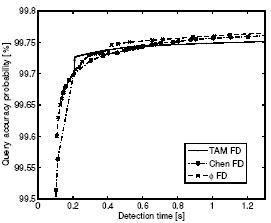 99.8
99.75
99.7
99.65
99.6
99.55
99.5
Query accuracy probability [%]
0
0.2
0.4
0.6
0.8
1
1.2
Detection time [s]
TAM FD
Chen FD
ϕ FD